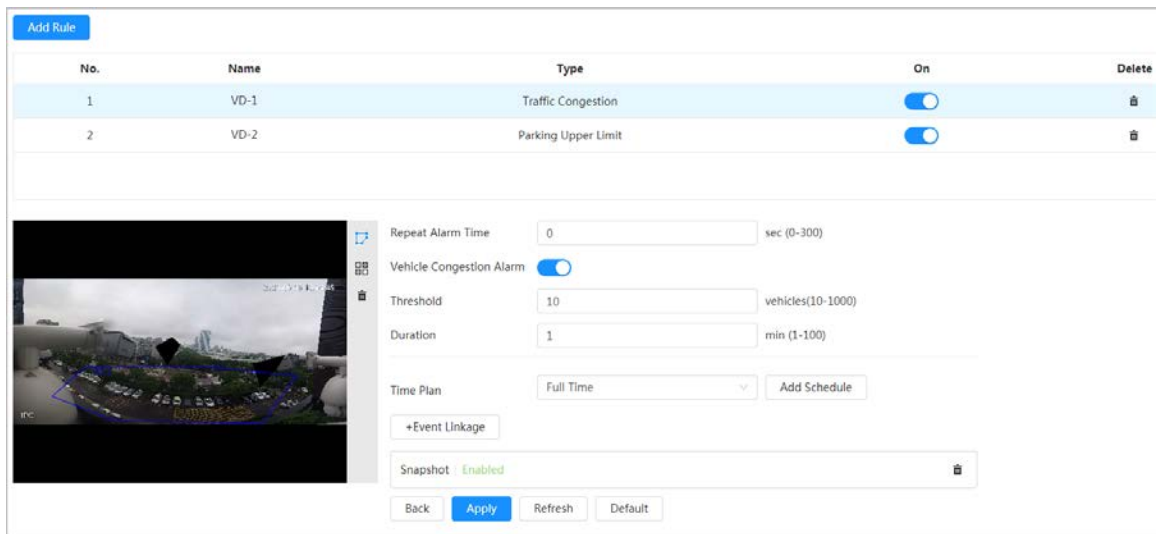 Add Rule
No. Name Type On Delete
1 VD-1 Traffic Congestion
2 VD-2 Parking Upper Limit
Repeat Alarm Time 0 sec (0-300)
Vehicle Congestion Alarm
Threshold 10 vehicles(10-1000)
Duration 1 min (1-100)
Time Plan Full Time Add Schedule
IPC
+Event Linkage
Snapshot Enabled
Back Apply Refresh Default